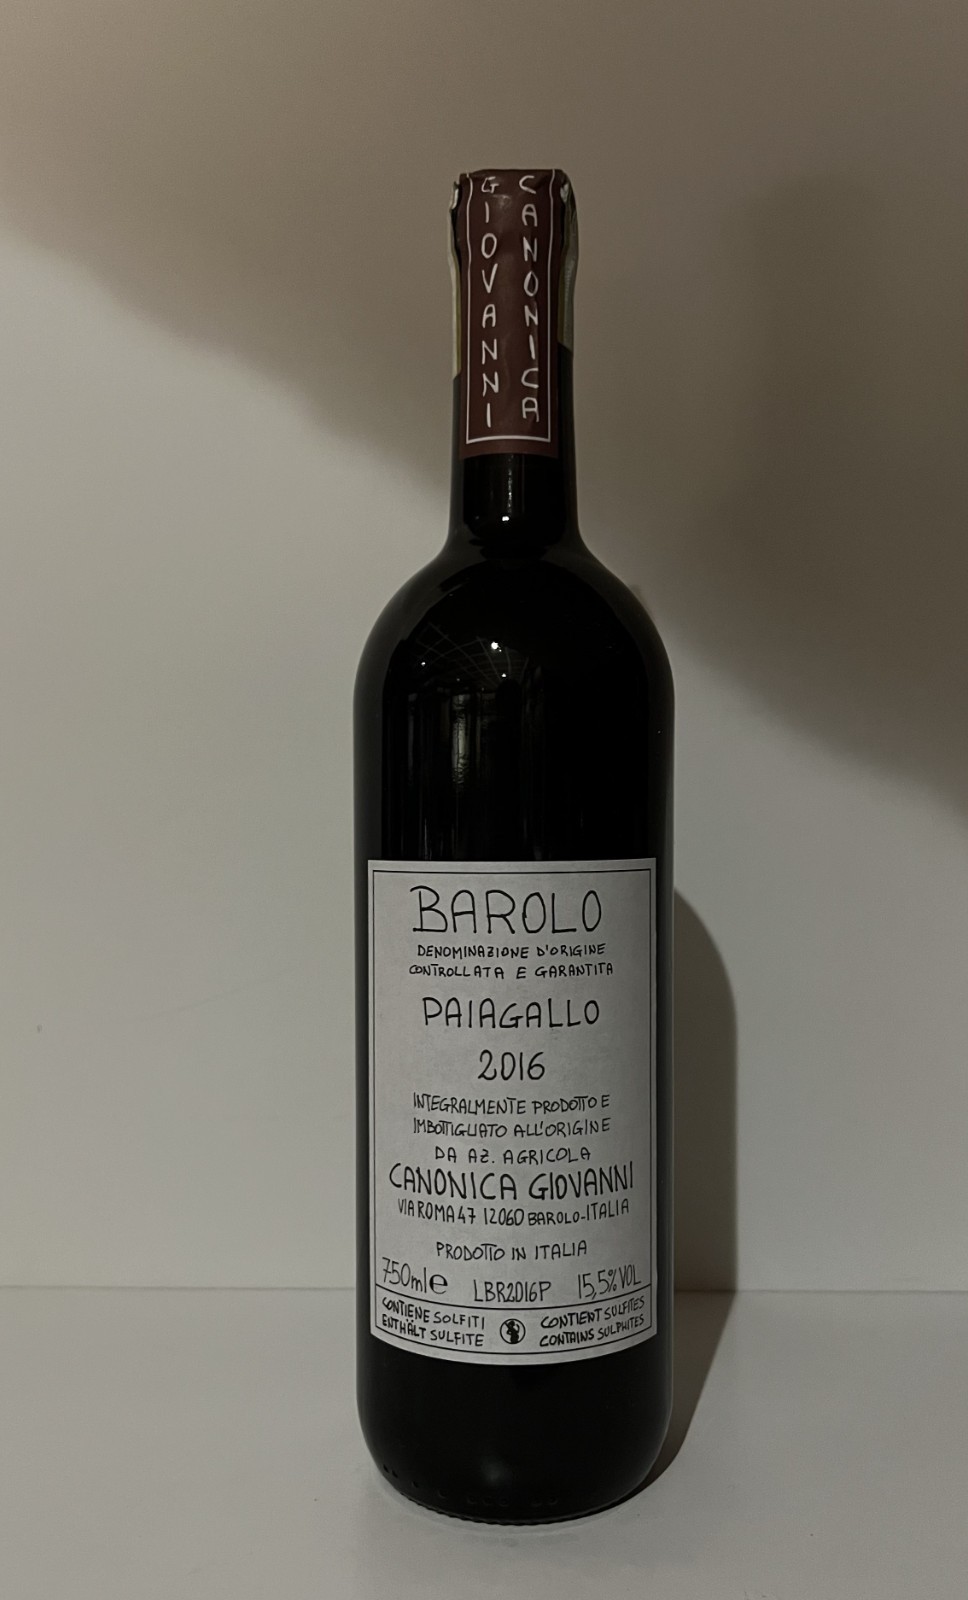 GIOVANNI
CANONICA
BAROLO
DENOMINAZIONE D'ORIGINE
CONTROLLATA E GARANTITA
PAIAGALLO
2016
INTEGRALMENTE PRODOTTO E
IMBOTTIGLIATO ALL'ORIGINE
DA AZ. AGRICOLA
CANONICA GIOVANNI
VIA ROMA 47 12060 BAROLO-ITALIA
PRODOTTO IN ITALIA
750ml e LBR2016P 15,5% VOL
CONTIENE SOLFITI CONTIENT SULFITES
ENTHÄLT SULFITE CONTAINS SULPHITES